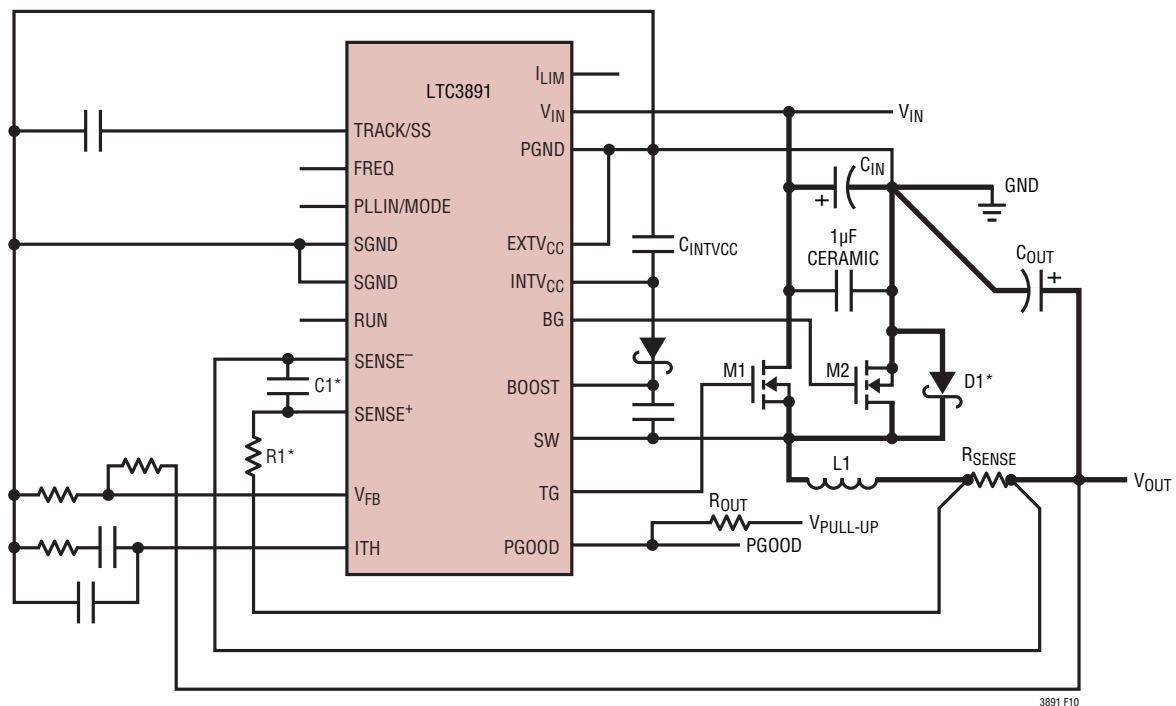 LTC3891
I_LIM
V_IN
V_IN
TRACK/SS
PGND
C_IN
FREQ
GND
PLLIN/MODE
+
1µF
CERAMIC
SGND
EXTV_CC
C_INTVCC
C_OUT
+
SGND
INTV_CC
RUN
BG
SENSE⁻
M1
M2
D1*
C1*
BOOST
SENSE⁺
SW
R1*
L1
R_SENSE
V_FB
TG
V_OUT
R_OUT
V_PULL-UP
ITH
PGOOD
PGOOD
3891 F10